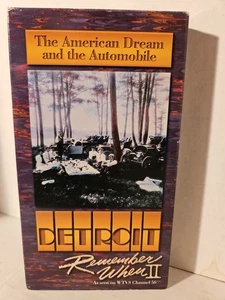 The American Dream
and the Automobile
DETROIT
Remember
When II
As seen on WTVS Channel 56